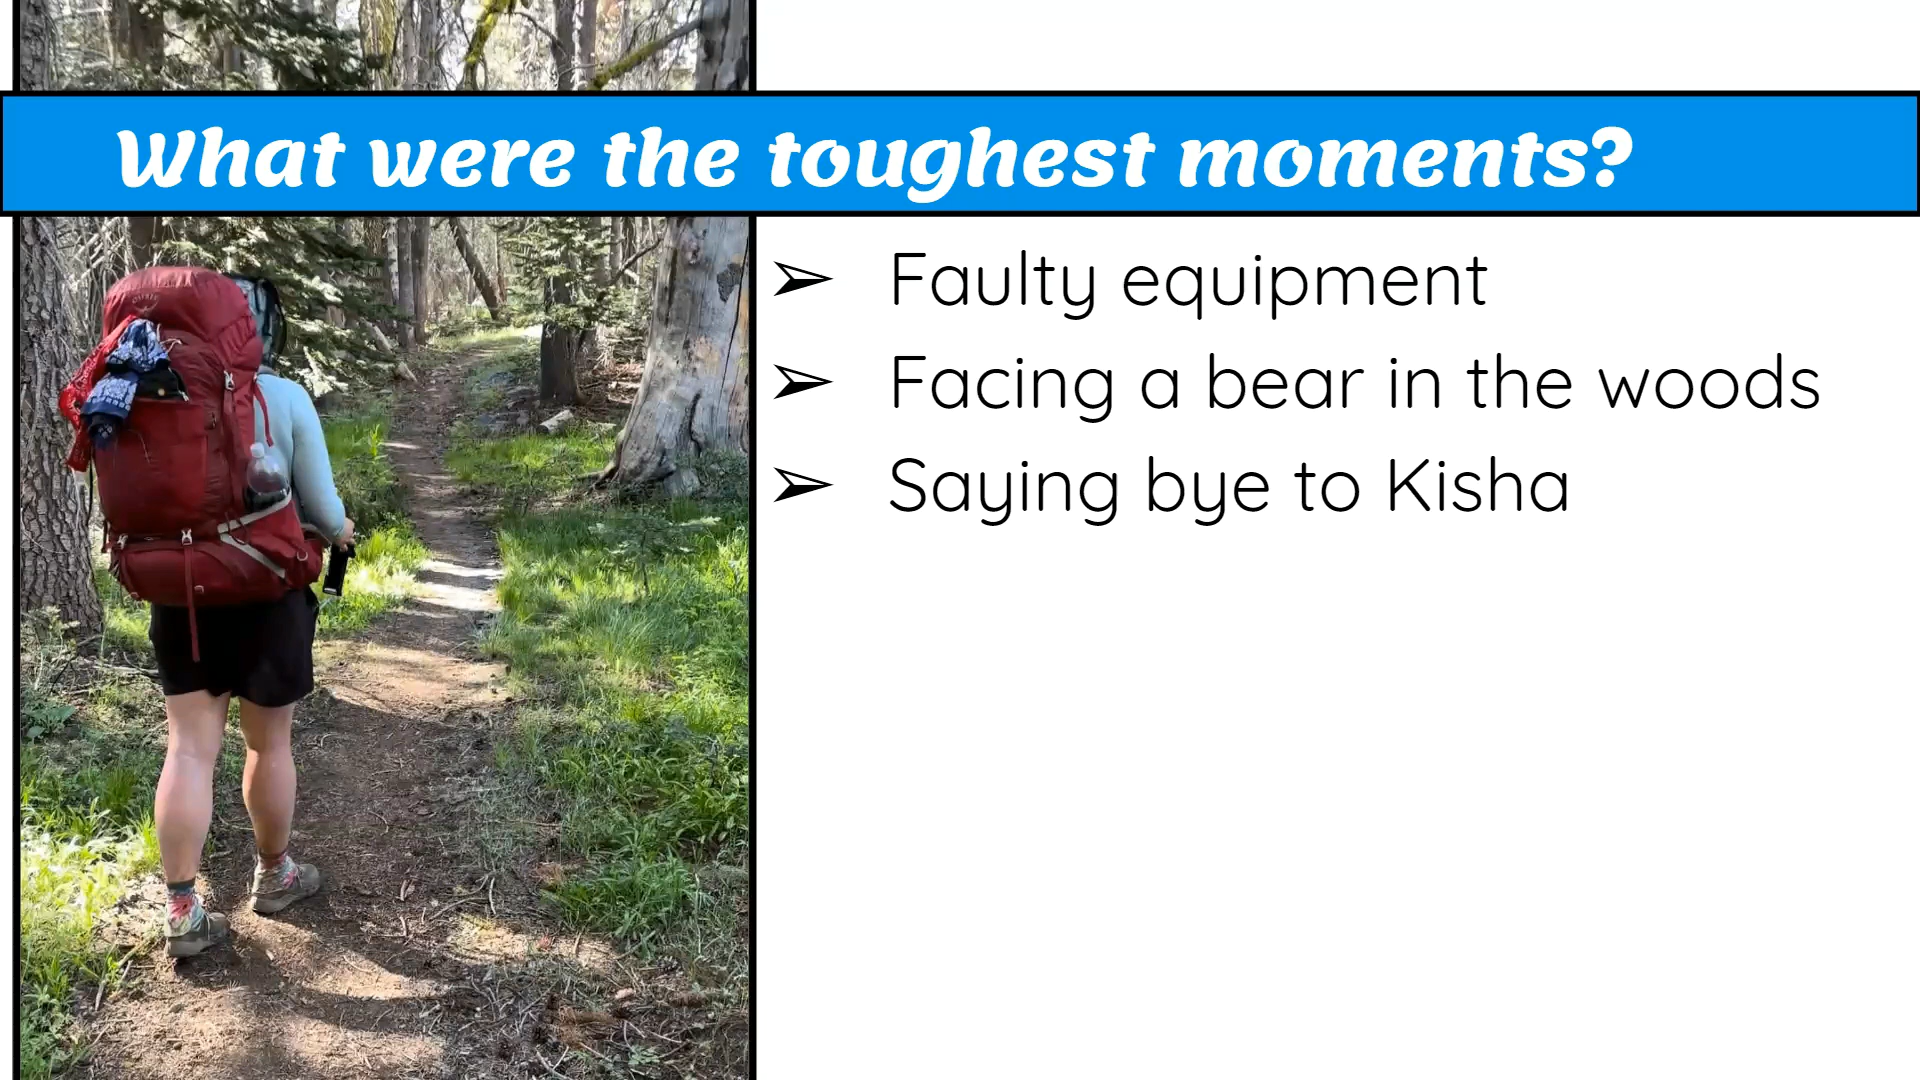 What were the toughest moments?
➢ Faulty equipment
➢ Facing a bear in the woods
➢ Saying bye to Kisha